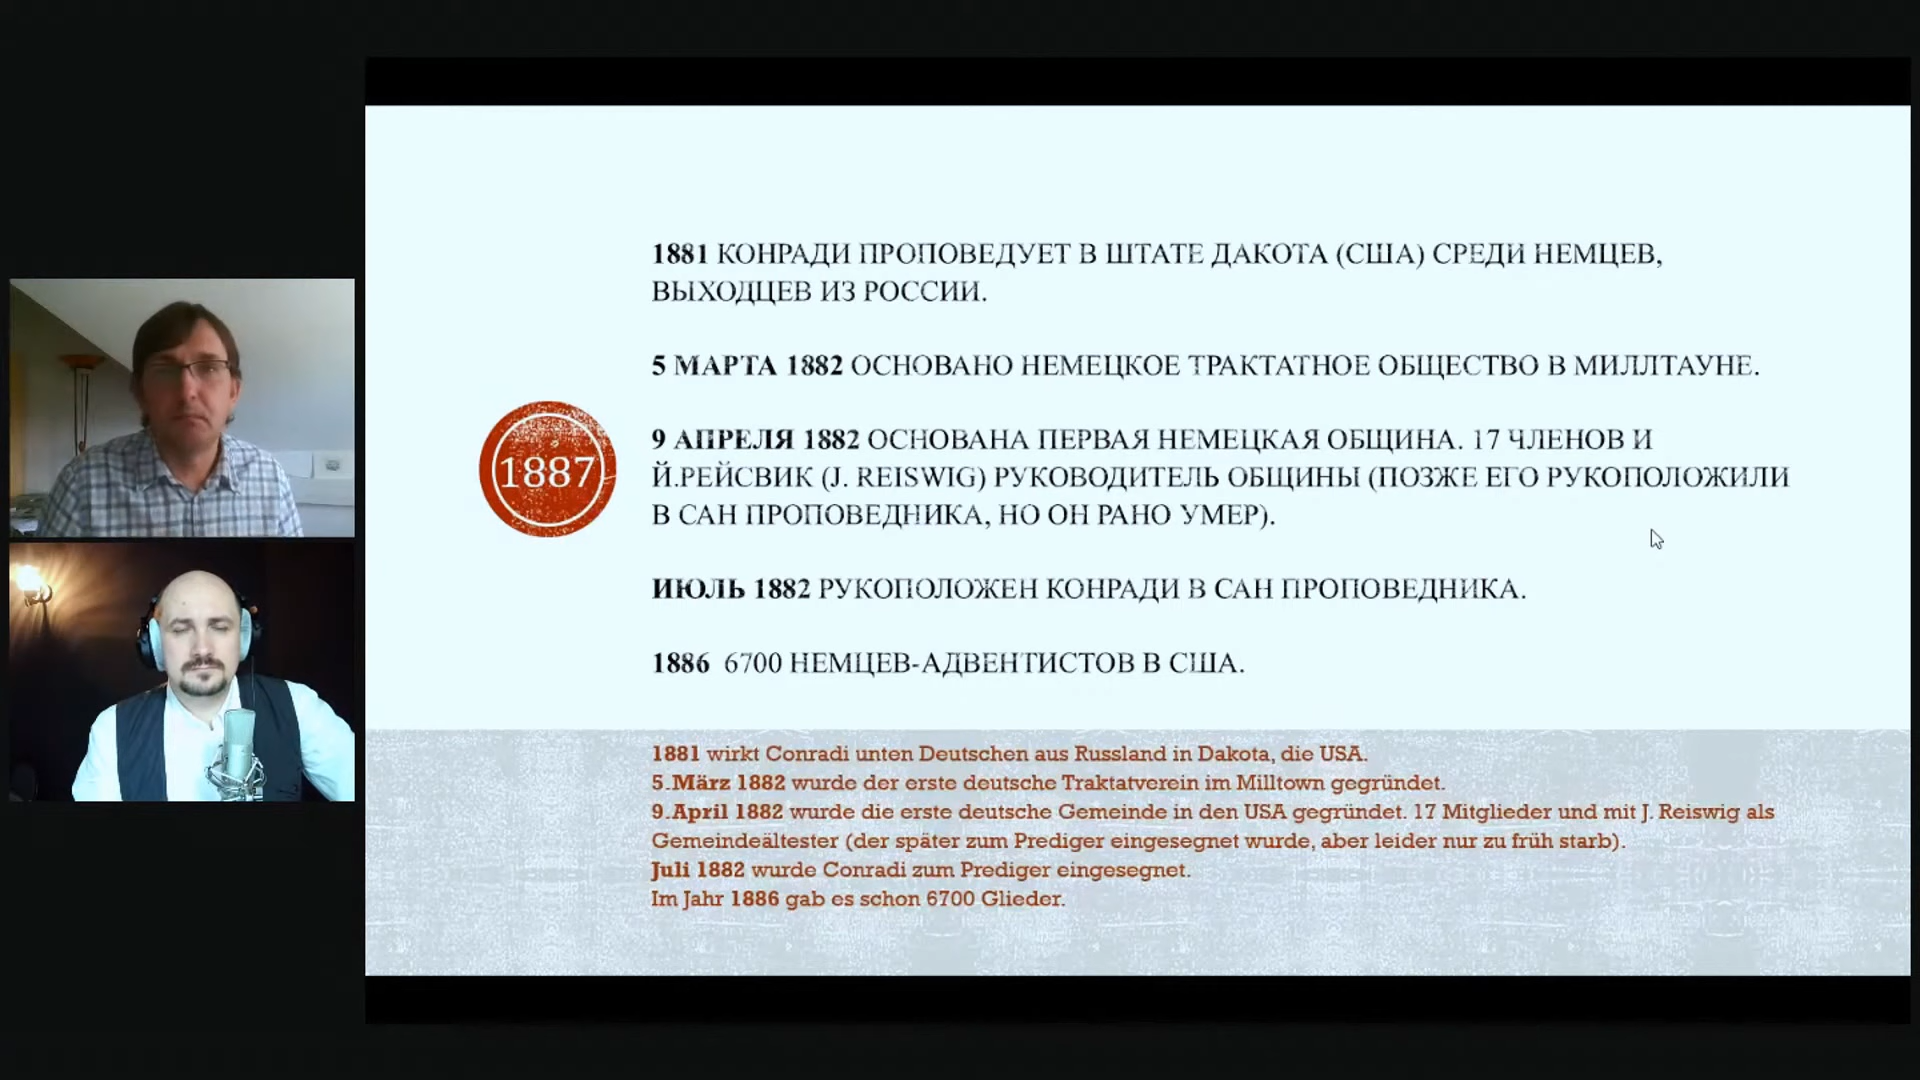 1887
1881 КОНРАДИ ПРОПОВЕДУЕТ В ШТАТЕ ДАКОТА (США) СРЕДИ НЕМЦЕВ,
ВЫХОДЦЕВ ИЗ РОССИИ.
5 МАРТА 1882 ОСНОВАНО НЕМЕЦКОЕ ТРАКТАТНОЕ ОБЩЕСТВО В МИЛЛТАУНЕ.
9 АПРЕЛЯ 1882 ОСНОВАНА ПЕРВАЯ НЕМЕЦКАЯ ОБЩИНА. 17 ЧЛЕНОВ И
Й.РЕЙСВИК (J. REISWIG) РУКОВОДИТЕЛЬ ОБЩИНЫ (ПОЗЖЕ ЕГО РУКОПОЛОЖИЛИ
В САН ПРОПОВЕДНИКА, НО ОН РАНО УМЕР).
ИЮЛЬ 1882 РУКОПОЛОЖЕН КОНРАДИ В САН ПРОПОВЕДНИКА.
1886 6700 НЕМЦЕВ-АДВЕНТИСТОВ В США.
1881 wirkt Conradi unten Deutschen aus Russland in Dakota, die USA.
5.März 1882 wurde der erste deutsche Traktatverein im Milltown gegründet.
9.April 1882 wurde die erste deutsche Gemeinde in den USA gegründet. 17 Mitglieder und mit J. Reiswig als
Gemeindeältester (der später zum Prediger eingesegnet wurde, aber leider nur zu früh starb).
Juli 1882 wurde Conradi zum Prediger eingesegnet.
Im Jahr 1886 gab es schon 6700 Glieder.